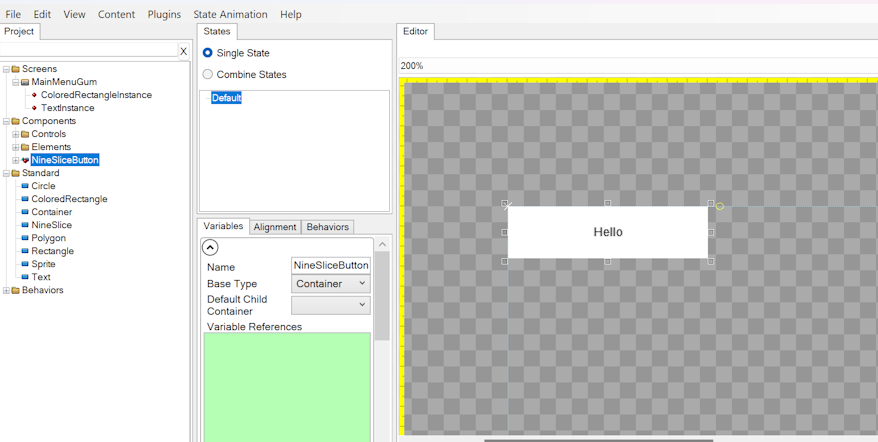 File Edit View Content Plugins State Animation Help
Project
X
Screens
MainMenuGum
ColoredRectangleInstance
TextInstance
Components
Controls
Elements
NineSliceButton
Standard
Circle
ColoredRectangle
Container
NineSlice
Polygon
Rectangle
Sprite
Text
Behaviors
States
Single State
Combine States
Default
Variables Alignment Behaviors
Name NineSliceButton
Base Type Container
Default Child
Container
Variable References
Editor
200%
Hello